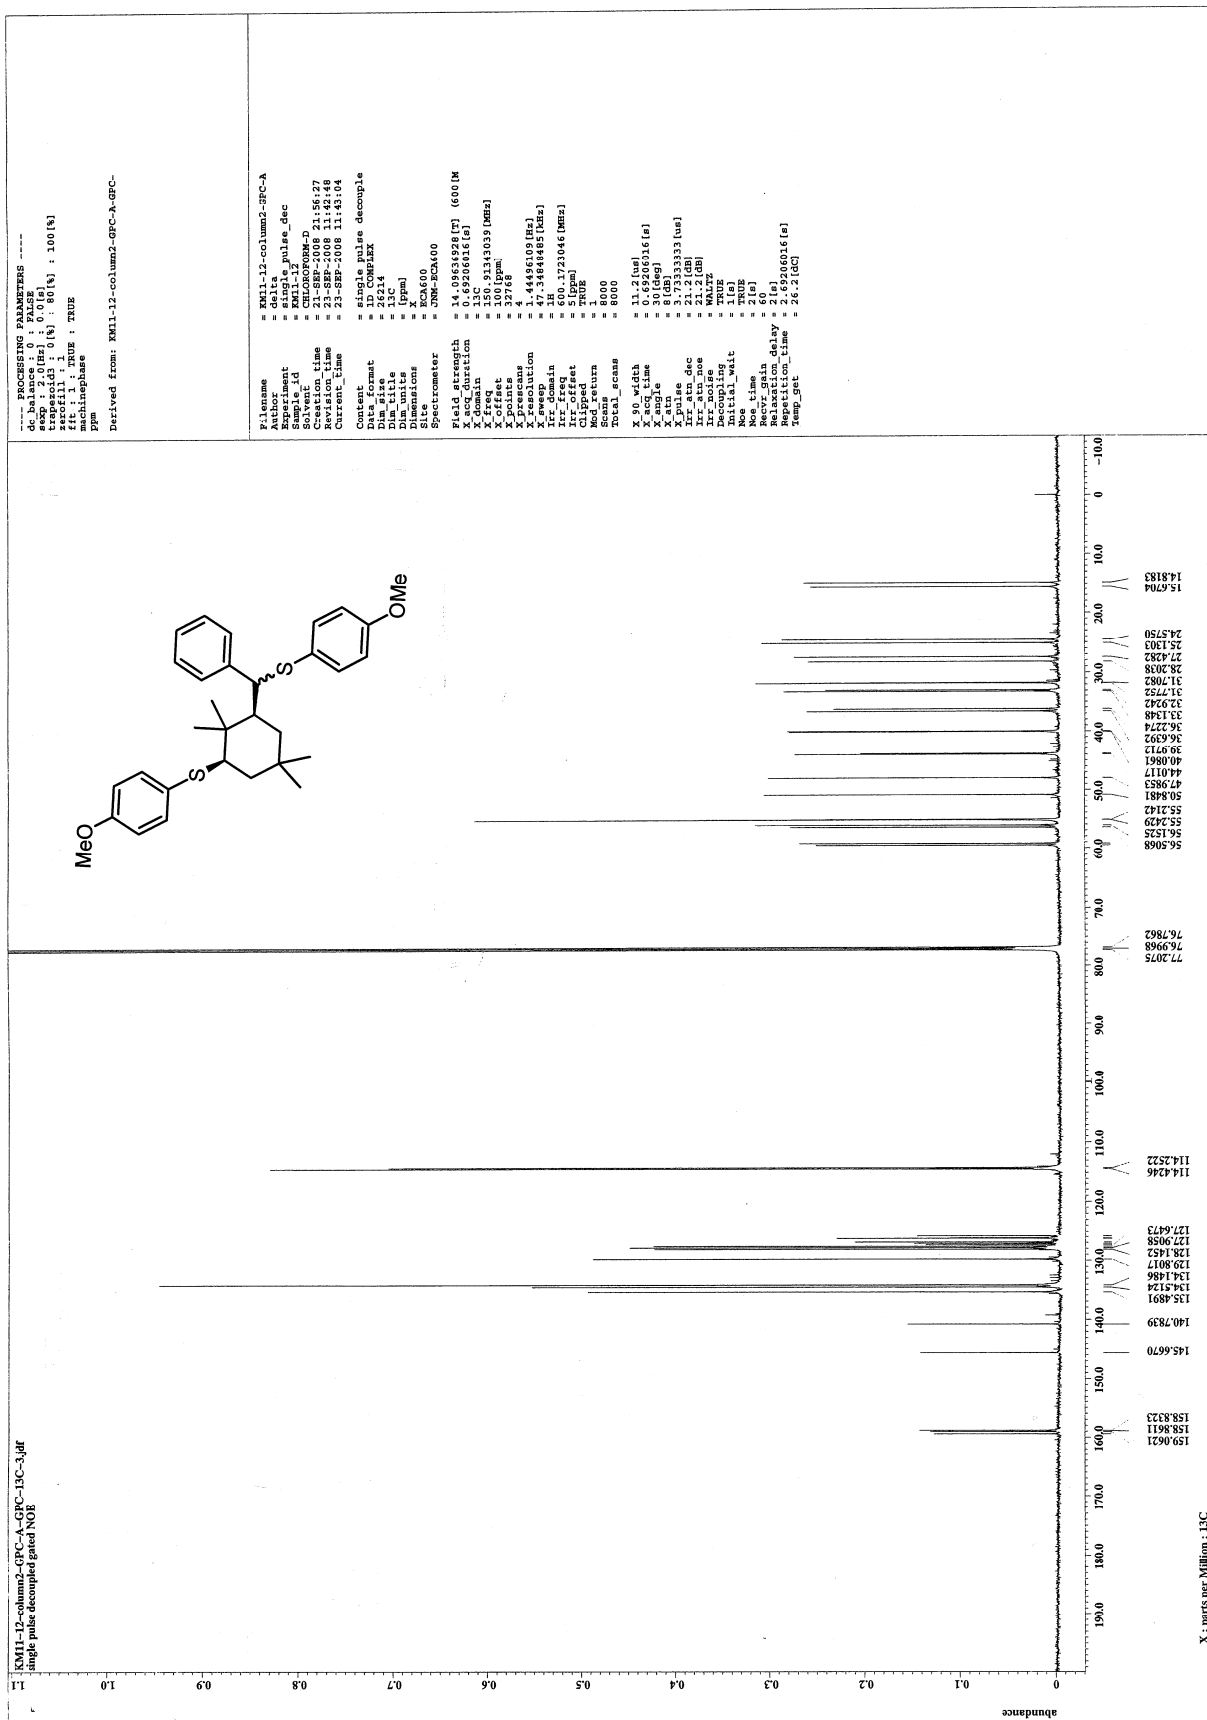 KM11-12-column2-GPC-A-GPC-13C-3.jdf
single pulse decoupled gated NOE
---- PROCESSING PARAMETERS ----
dc_balance : 0 : FALSE
sexp : 2.0[Hz] : 0.0[s]
trapezoid3 : 0[%] : 80[%] : 100[%]
zerofill : 1
fft : 1 : TRUE : TRUE
machinephase
ppm
Derived from: KM11-12-column2-GPC-A-GPC-
Filename = KM11-12-column2-GPC-A
Author = delta
Experiment = single_pulse_dec
Sample_id = KM11-12
Solvent = CHLOROFORM-D
Creation_time = 21-SEP-2008 21:56:27
Revision_time = 23-SEP-2008 11:42:48
Current_time = 23-SEP-2008 11:43:04
Content = single pulse decouple
Data_format = 1D COMPLEX
Dim_size = 26214
Dim_title = 13C
Dim_units = [ppm]
Dimensions = X
Site = ECA600
Spectrometer = JNM-ECA600
Field_strength = 14.09636928[T] (600[M
X_acq_duration = 0.69206016[s]
X_domain = 13C
X_freq = 150.91343039[MHz]
X_offset = 100[ppm]
X_points = 32768
X_prescans = 4
X_resolution = 1.44496109[Hz]
X_sweep = 47.34848485[kHz]
Irr_domain = 1H
Irr_freq = 600.1723046[MHz]
Irr_offset = 5[ppm]
Clipped = TRUE
Mod_return = 1
Scans = 8000
Total_scans = 8000
X_90_width = 11.2[us]
X_acq_time = 0.69206016[s]
X_angle = 30[deg]
X_atn = 8[dB]
X_pulse = 3.73333333[us]
Irr_atn_dec = 21.2[dB]
Irr_atn_noe = 21.2[dB]
Irr_noise = WALTZ
Decoupling = TRUE
Initial_wait = 1[s]
Noe = TRUE
Noe_time = 2[s]
Recvr_gain = 60
Relaxation_delay = 2[s]
Repetition_time = 2.69206016[s]
Temp_get = 26.2[dC]
MeO
S
S
OMe
abundance
0 0.1 0.2 0.3 0.4 0.5 0.6 0.7 0.8 0.9 1.0 1.1
190.0 180.0 170.0 160.0 150.0 140.0 130.0 120.0 110.0 100.0 90.0 80.0 70.0 60.0 50.0 40.0 30.0 20.0 10.0 0 -10.0
159.0621
158.8611
158.8323
145.6670
140.7839
135.4891
134.5124
134.1486
129.8017
128.1452
127.9058
127.6473
114.4246
114.2522
77.2075
76.9968
76.7862
56.5068
56.1525
55.2429
55.2142
50.8481
47.9853
44.0117
40.0861
39.9712
36.6392
36.2274
33.1348
32.9242
31.7752
31.7082
28.2038
27.4282
25.1303
24.5750
15.6704
14.8183
X : parts per Million : 13C